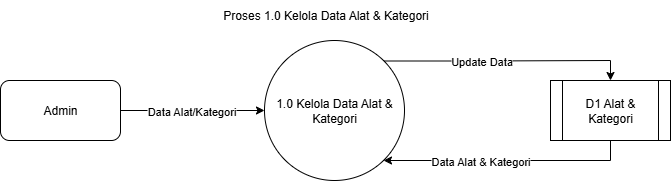 Proses 1.0 Kelola Data Alat & Kategori
Update Data
Admin
Data Alat/Kategori
1.0 Kelola Data Alat &
Kategori
D1 Alat &
Kategori
Data Alat & Kategori